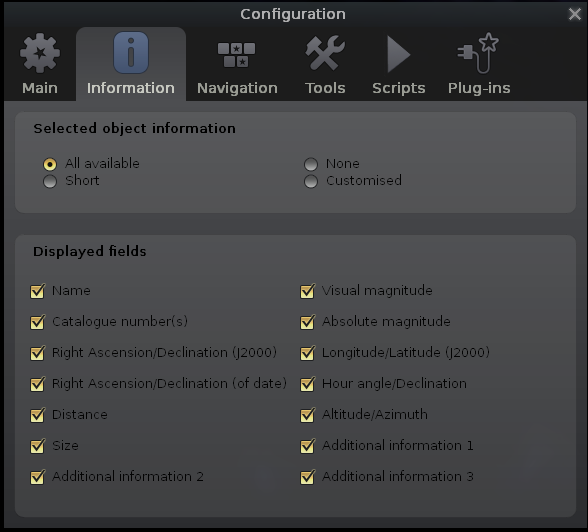 Configuration
Main Information Navigation Tools Scripts Plug-ins
Selected object information
All available None
Short Customised
Displayed fields
Name Visual magnitude
Catalogue number(s) Absolute magnitude
Right Ascension/Declination (J2000) Longitude/Latitude (J2000)
Right Ascension/Declination (of date) Hour angle/Declination
Distance Altitude/Azimuth
Size Additional information 1
Additional information 2 Additional information 3